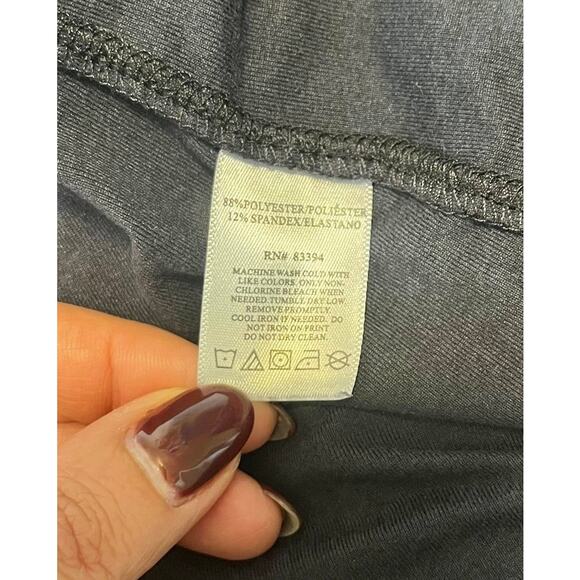 88%POLYESTER/POLIÉSTER
12% SPANDEX/ELASTANO
RN# 83394
MACHINE WASH COLD WITH
LIKE COLORS. ONLY NON-
CHLORINE BLEACH WHEN
NEEDED. TUMBLE DRY LOW.
REMOVE PROMPTLY.
COOL IRON IF NEEDED. DO
NOT IRON ON PRINT
DO NOT DRY CLEAN.